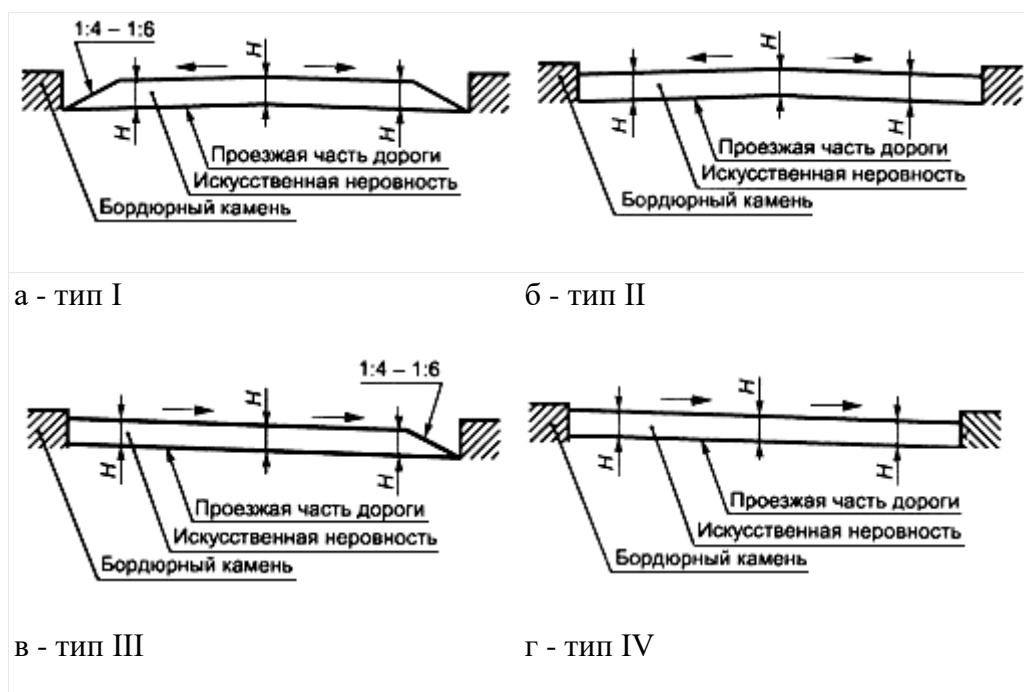 1:4 – 1:6
H
H
H
Проезжая часть дороги
Искусственная неровность
Бордюрный камень
H
H
H
Проезжая часть дороги
Искусственная неровность
Бордюрный камень
а - тип I
б - тип II
1:4 – 1:6
H
H
H
Проезжая часть дороги
Искусственная неровность
Бордюрный камень
H
H
H
Проезжая часть дороги
Искусственная неровность
Бордюрный камень
в - тип III
г - тип IV